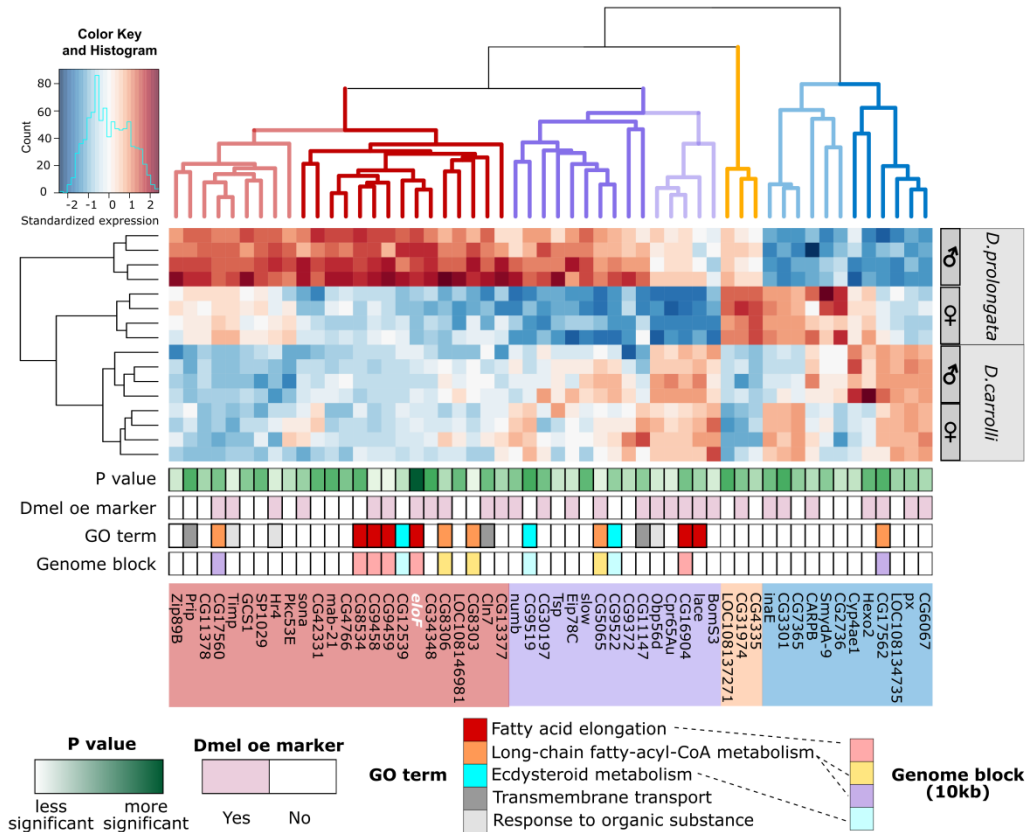 Color Key
and Histogram
80
60
40
20
0
Count
-2 -1 0 1 2
Standardized expression
♂
♀
♂
♀
D.prolongata
D.carrolli
P value
Dmel oe marker
GO term
Genome block
Zip89B
Prip
CG11378
CG17560
Timp
GCS1
SP1029
Hr4
Pkc53E
sona
CG42331
mab-21
CG4766
CG8534
CG9458
CG9459
CG12539
eloF
CG34348
CG8306
LOC108146981
CG8303
Cln7
CG13377
numb
CG9519
CG30197
Tsp
Eip78C
slow
CG5065
CG9522
CG9372
CG11147
Obp56d
Cpr65Au
CG16904
lace
BomS3
LOC108137271
CG31974
CG4335
inaE
CG3301
CG7365
CARPB
SmydA-9
CG2736
Cyp4ae1
Hexo2
CG17562
LOC108134735
px
CG6067
P value
less
significant
more
significant
Dmel oe marker
Yes
No
GO term
Fatty acid elongation
Long-chain fatty-acyl-CoA metabolism
Ecdysteroid metabolism
Transmembrane transport
Response to organic substance
Genome block
(10kb)